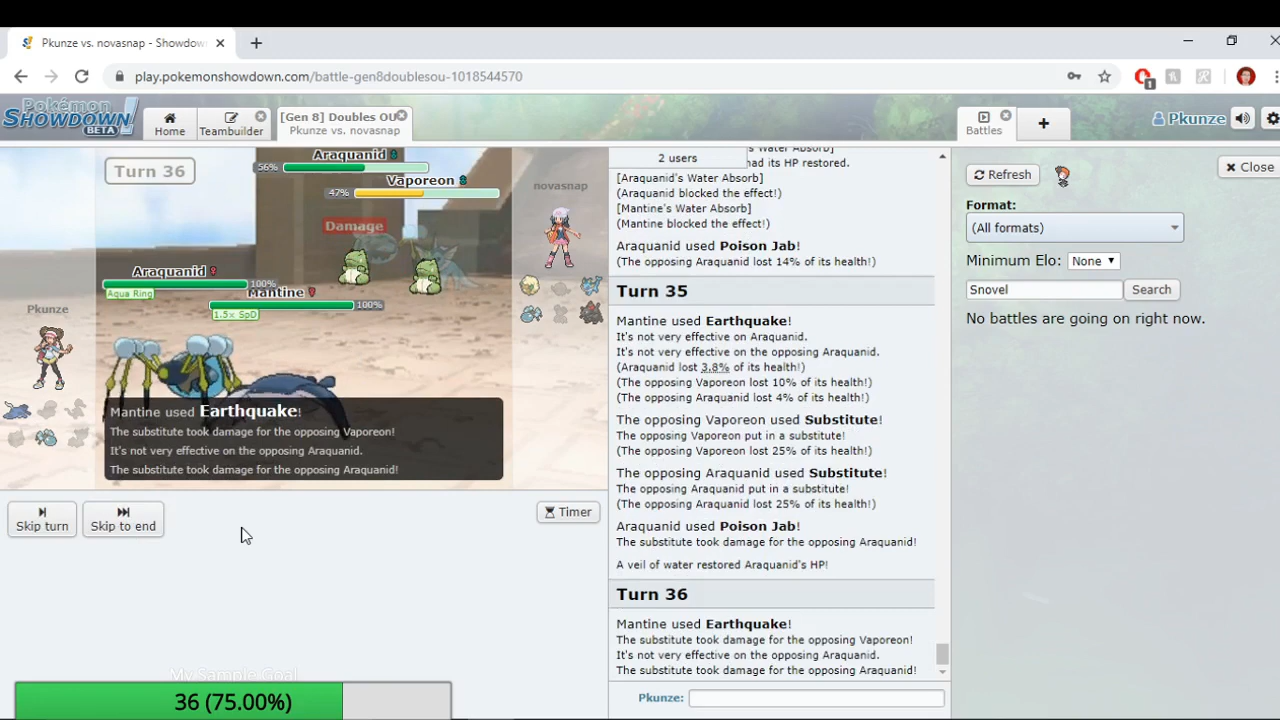 Pkunze vs. novasnap - Showdow
play.pokemonshowdown.com/battle-gen8doublesou-1018544570
1
Pokémon
SHOWDOWN!
BETA
Home
Teambuilder
[Gen 8] Doubles OU
Pkunze vs. novasnap
Battles
Pkunze
Turn 36
Araquanid
56%
Vaporeon
47%
Damage
novasnap
Araquanid
100%
Aqua Ring
Mantine
100%
1.5x SpD
Pkunze
Mantine used Earthquake!
The substitute took damage for the opposing Vaporeon!
It's not very effective on the opposing Araquanid.
The substitute took damage for the opposing Araquanid!
Skip turn
Skip to end
Timer
My Sample Goal
36 (75.00%)
2 users
s Water Absorb]
had its HP restored.
[Araquanid's Water Absorb]
(Araquanid blocked the effect!)
[Mantine's Water Absorb]
(Mantine blocked the effect!)
Araquanid used Poison Jab!
(The opposing Araquanid lost 14% of its health!)
Turn 35
Mantine used Earthquake!
It's not very effective on Araquanid.
It's not very effective on the opposing Araquanid.
(Araquanid lost 3.8% of its health!)
(The opposing Vaporeon lost 10% of its health!)
(The opposing Araquanid lost 4% of its health!)
The opposing Vaporeon used Substitute!
The opposing Vaporeon put in a substitute!
(The opposing Vaporeon lost 25% of its health!)
The opposing Araquanid used Substitute!
The opposing Araquanid put in a substitute!
(The opposing Araquanid lost 25% of its health!)
Araquanid used Poison Jab!
The substitute took damage for the opposing Araquanid!
A veil of water restored Araquanid's HP!
Turn 36
Mantine used Earthquake!
The substitute took damage for the opposing Vaporeon!
It's not very effective on the opposing Araquanid.
The substitute took damage for the opposing Araquanid!
Pkunze:
Refresh
Close
Format:
(All formats)
Minimum Elo: None
Snovel
Search
No battles are going on right now.